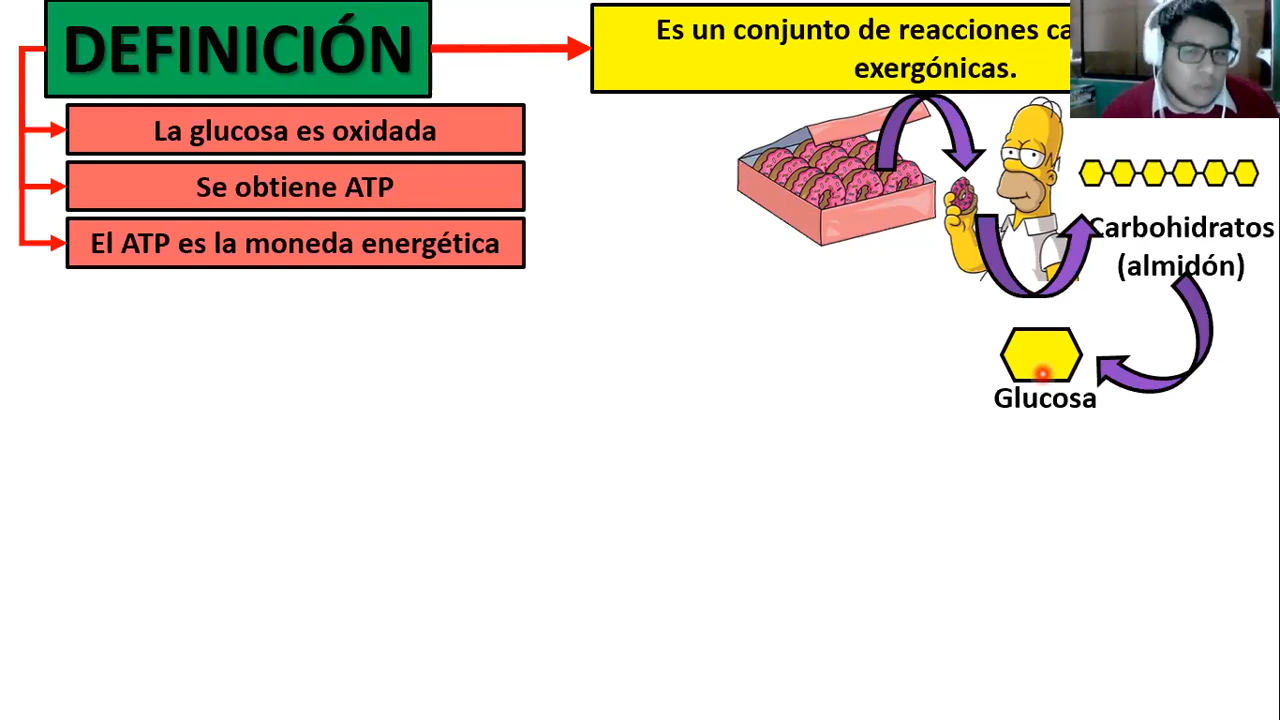 DEFINICIÓN
Es un conjunto de reacciones
exergónicas.
La glucosa es oxidada
Se obtiene ATP
El ATP es la moneda energética
Carbohidratos
(almidón)
Glucosa